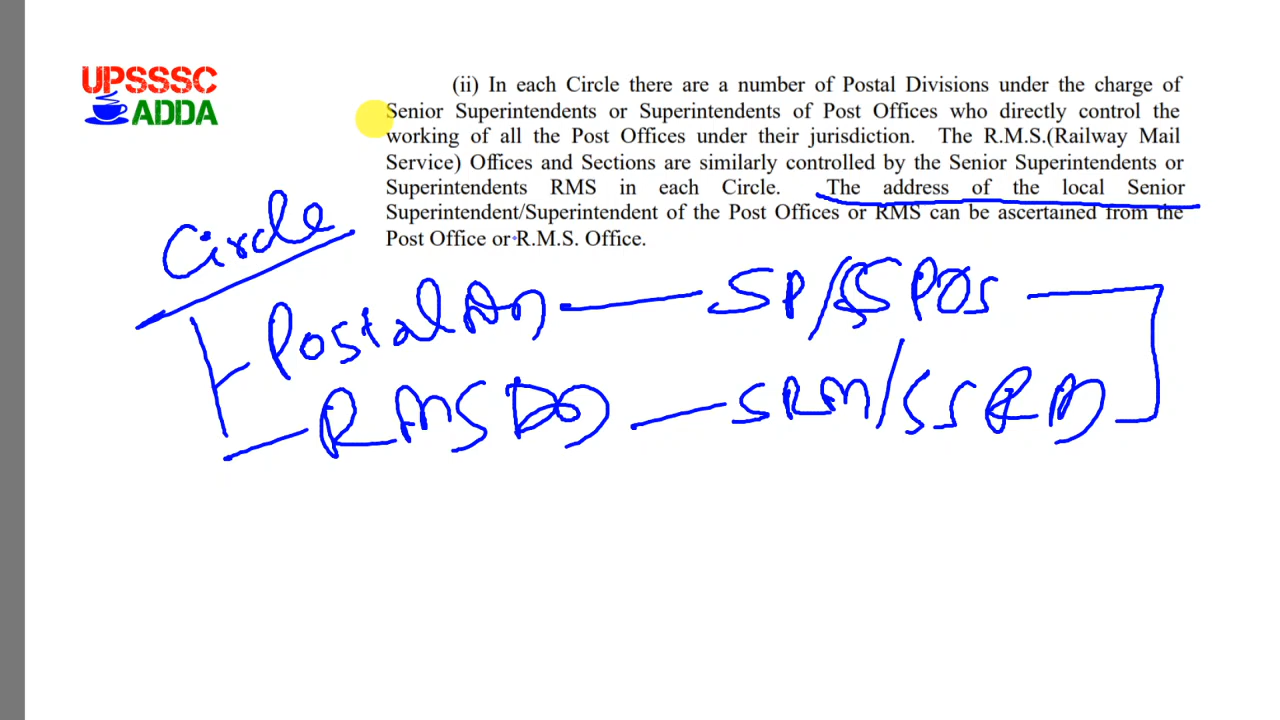 UPSSSC
ADDA
(ii) In each Circle there are a number of Postal Divisions under the charge of
Senior Superintendents or Superintendents of Post Offices who directly control the
working of all the Post Offices under their jurisdiction. The R.M.S.(Railway Mail
Service) Offices and Sections are similarly controlled by the Senior Superintendents or
Superintendents RMS in each Circle. The address of the local Senior
Superintendent/Superintendent of the Post Offices or RMS can be ascertained from the
Post Office or R.M.S. Office.
Circle
Postal Dn SP/SSPOs
RMS Dn SRM/SSRM